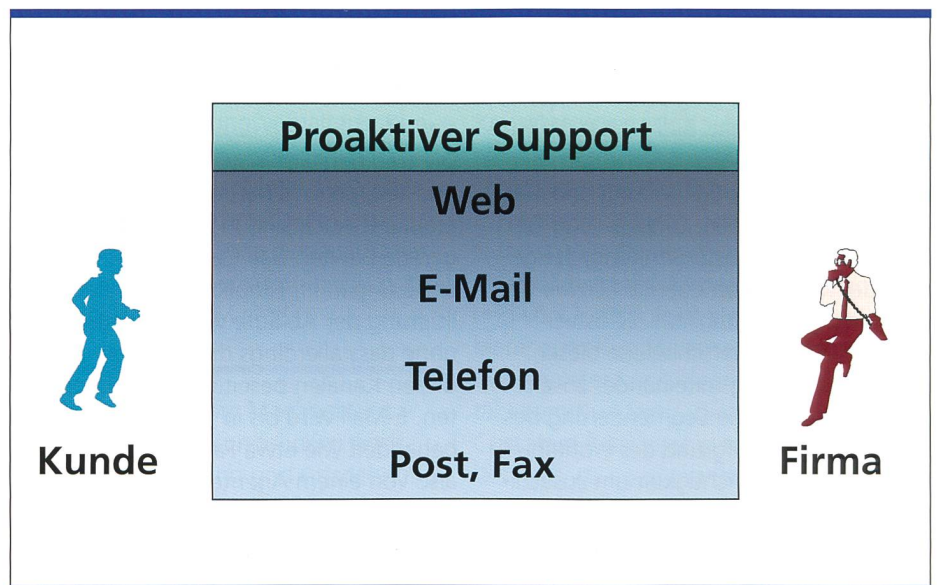 Proaktiver Support
Web
E-Mail
Telefon
Post, Fax
Kunde
Firma